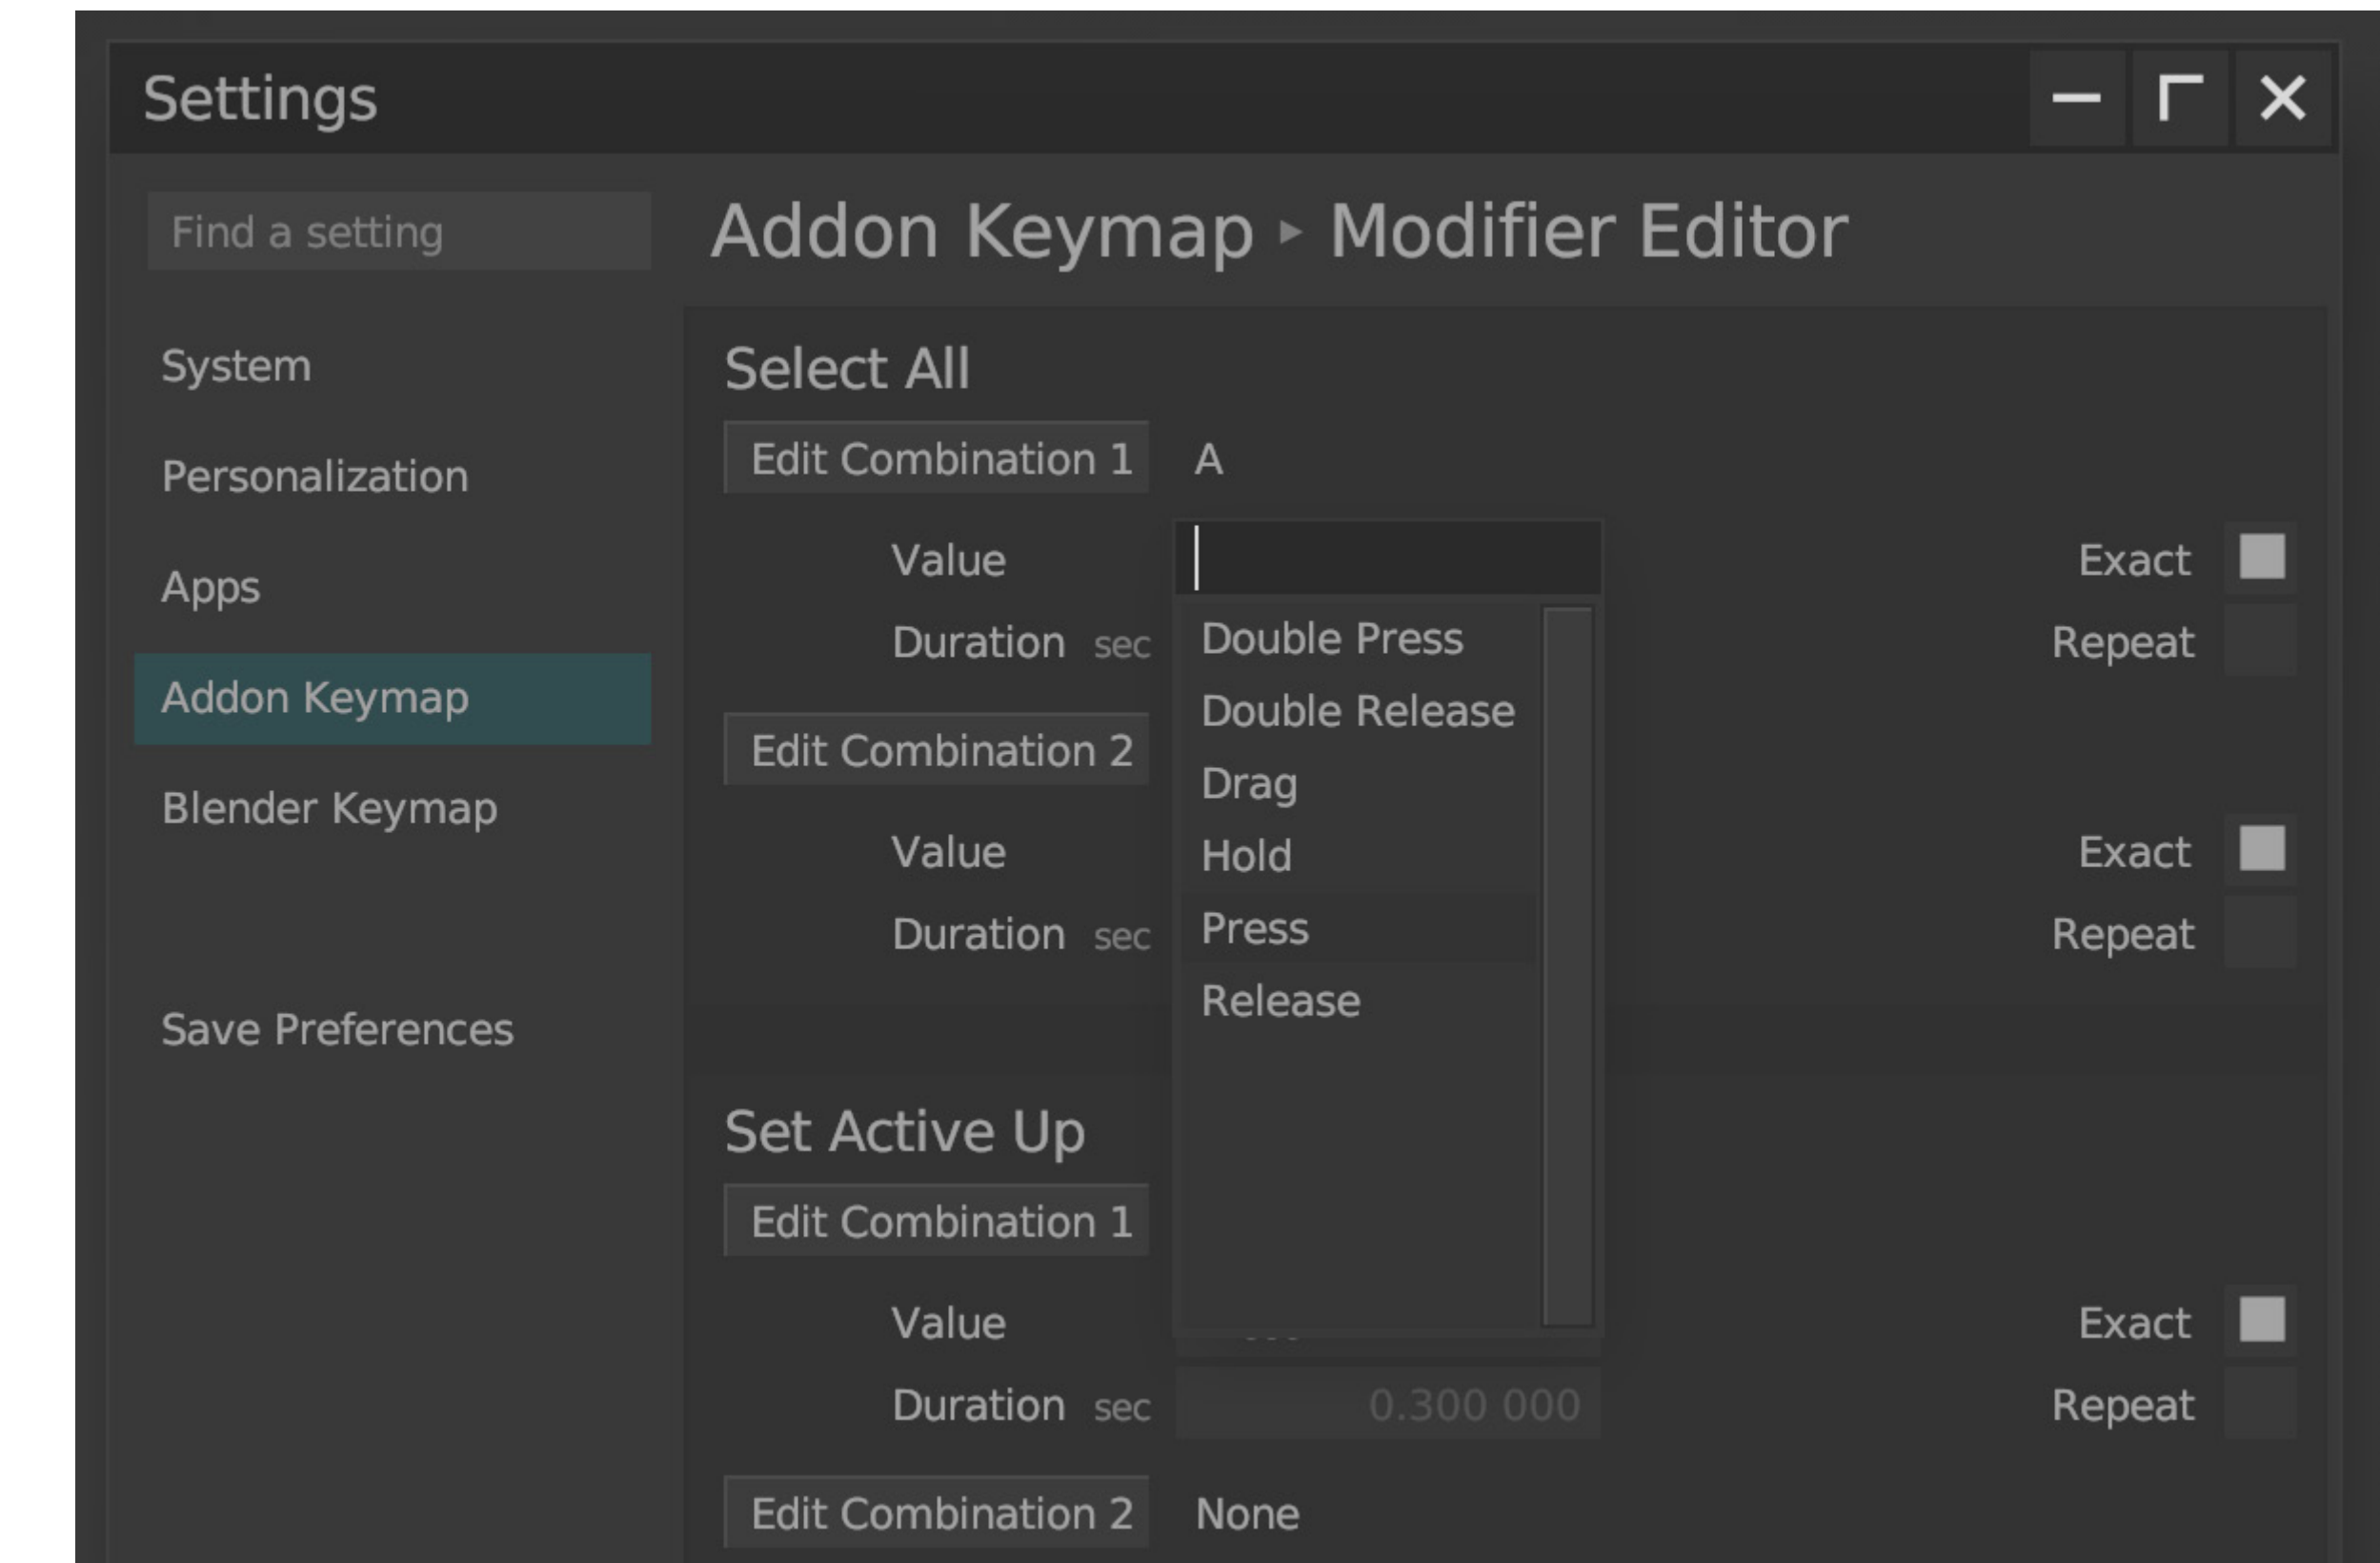 Settings
Find a setting
Addon Keymap ▸ Modifier Editor
System
Personalization
Apps
Addon Keymap
Blender Keymap
Save Preferences
Select All
Edit Combination 1 A
Value Exact
Duration sec Repeat
Double Press
Double Release
Drag
Hold
Press
Release
Edit Combination 2
Value Exact
Duration sec Repeat
Set Active Up
Edit Combination 1
Value Exact
Duration sec 0.300 000 Repeat
Edit Combination 2 None